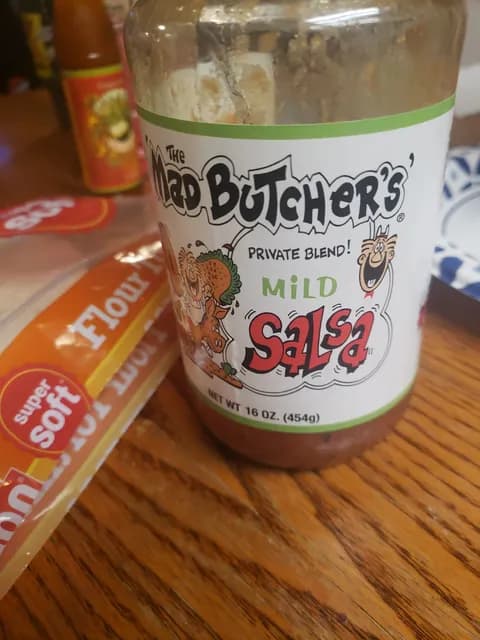 THE
MAD BUTCHER'S®
PRIVATE BLEND!
MiLD
SaLsa
NET WT 16 OZ. (454g)
Flour
super
soft